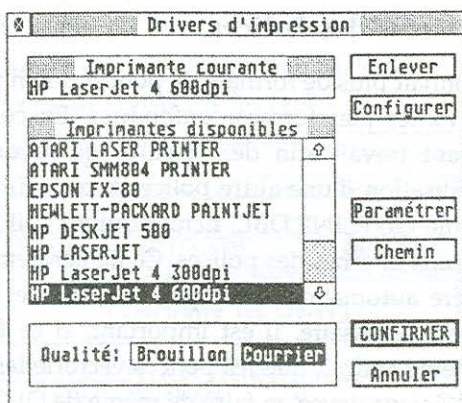 Drivers d'impression
Imprimante courante
HP LaserJet 4 600dpi
Enlever
Configurer
Imprimantes disponibles
ATARI LASER PRINTER
ATARI SMM804 PRINTER
EPSON FX-80
HEWLETT-PACKARD PAINTJET
HP DESKJET 500
HP LASERJET
HP LaserJet 4 300dpi
HP LaserJet 4 600dpi
Paramétrer
Chemin
CONFIRMER
Annuler
Qualité: Brouillon Courrier